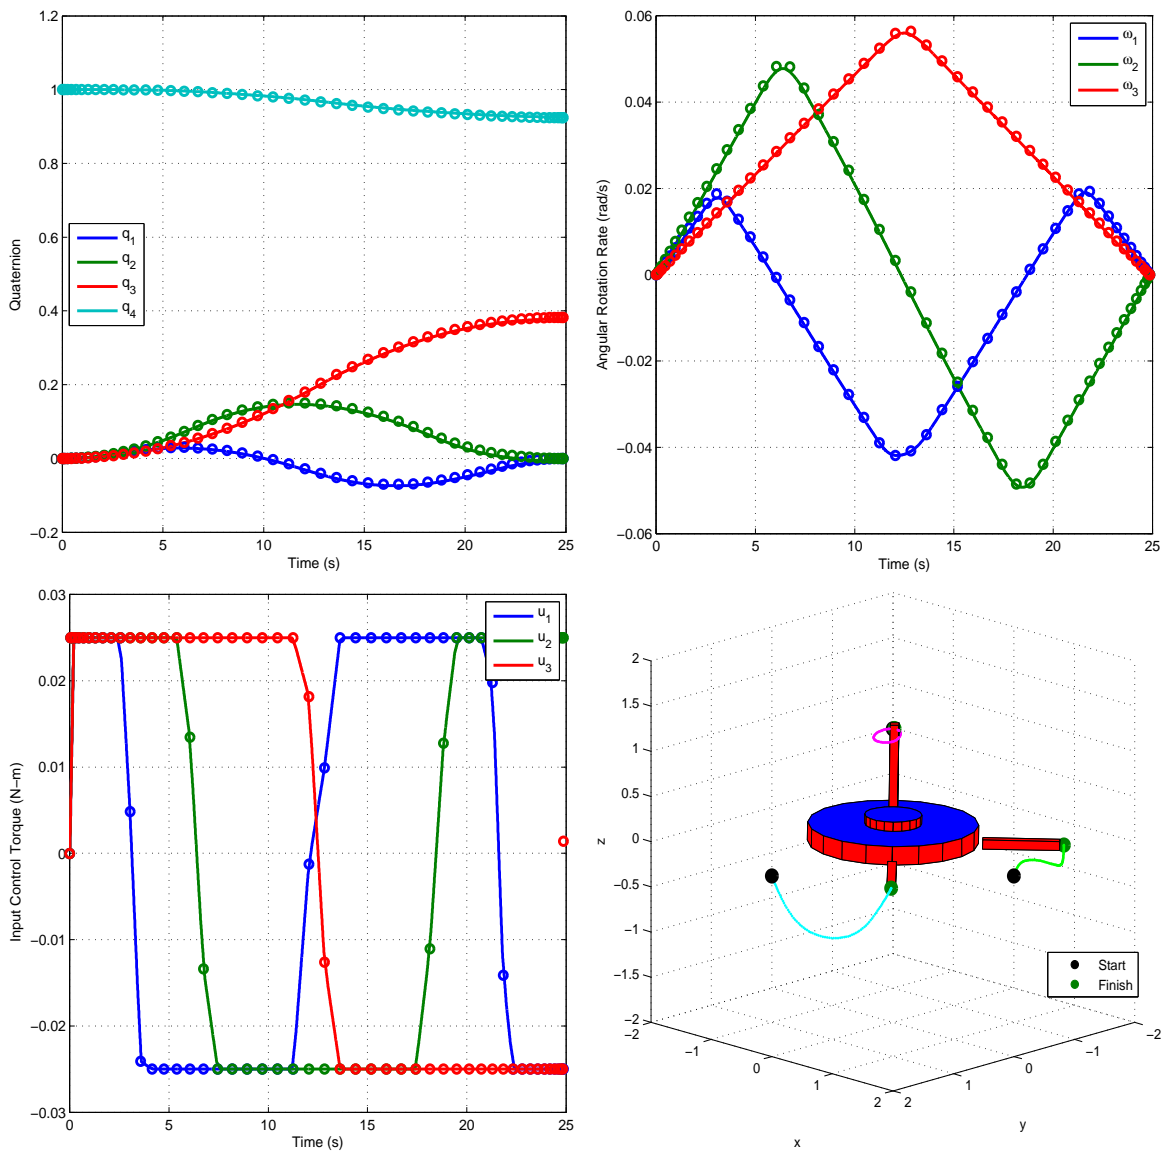 1.2
1
0.8
0.6
0.4
0.2
0
−0.2
Quaternion
q1
q2
q3
q4
0
5
10
15
20
25
Time (s)
0.06
0.04
0.02
0
−0.02
−0.04
−0.06
Angular Rotation Rate (rad/s)
ω1
ω2
ω3
0
5
10
15
20
25
Time (s)
0.03
0.02
0.01
0
−0.01
−0.02
−0.03
Input Control Torque (N−m)
u1
u2
u3
0
5
10
15
20
25
Time (s)
2
1.5
1
0.5
0
−0.5
−1
−1.5
−2
z
Start
Finish
−2
−1
0
1
2
x
2
1
0
−1
−2
y